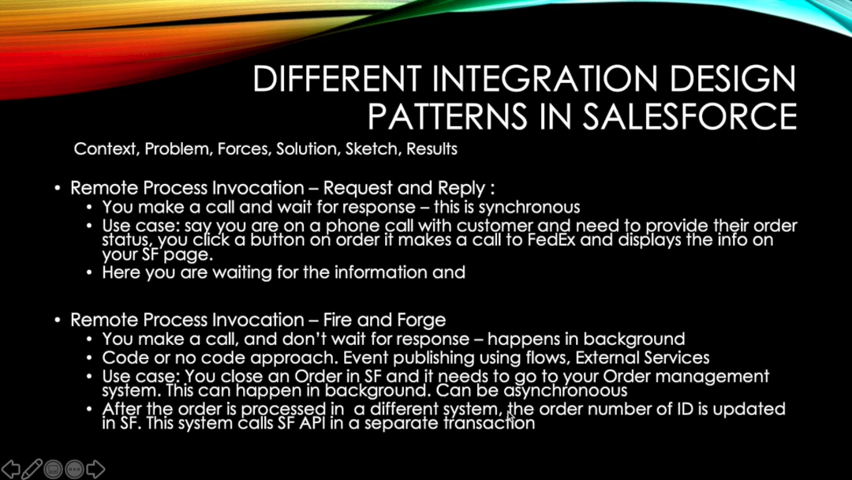 DIFFERENT INTEGRATION DESIGN
PATTERNS IN SALESFORCE
Context, Problem, Forces, Solution, Sketch, Results
• Remote Process Invocation – Request and Reply :
• You make a call and wait for response – this is synchronous
• Use case: say you are on a phone call with customer and need to provide their order
status, you click a button on order it makes a call to FedEx and displays the info on
your SF page.
• Here you are waiting for the information and
• Remote Process Invocation – Fire and Forge
• You make a call, and don't wait for response – happens in background
• Code or no code approach. Event publishing using flows, External Services
• Use case: You close an Order in SF and it needs to go to your Order management
system. This can happen in background. Can be asynchronoous
• After the order is processed in a different system, the order number of ID is updated
in SF. This system calls SF API in a separate transaction